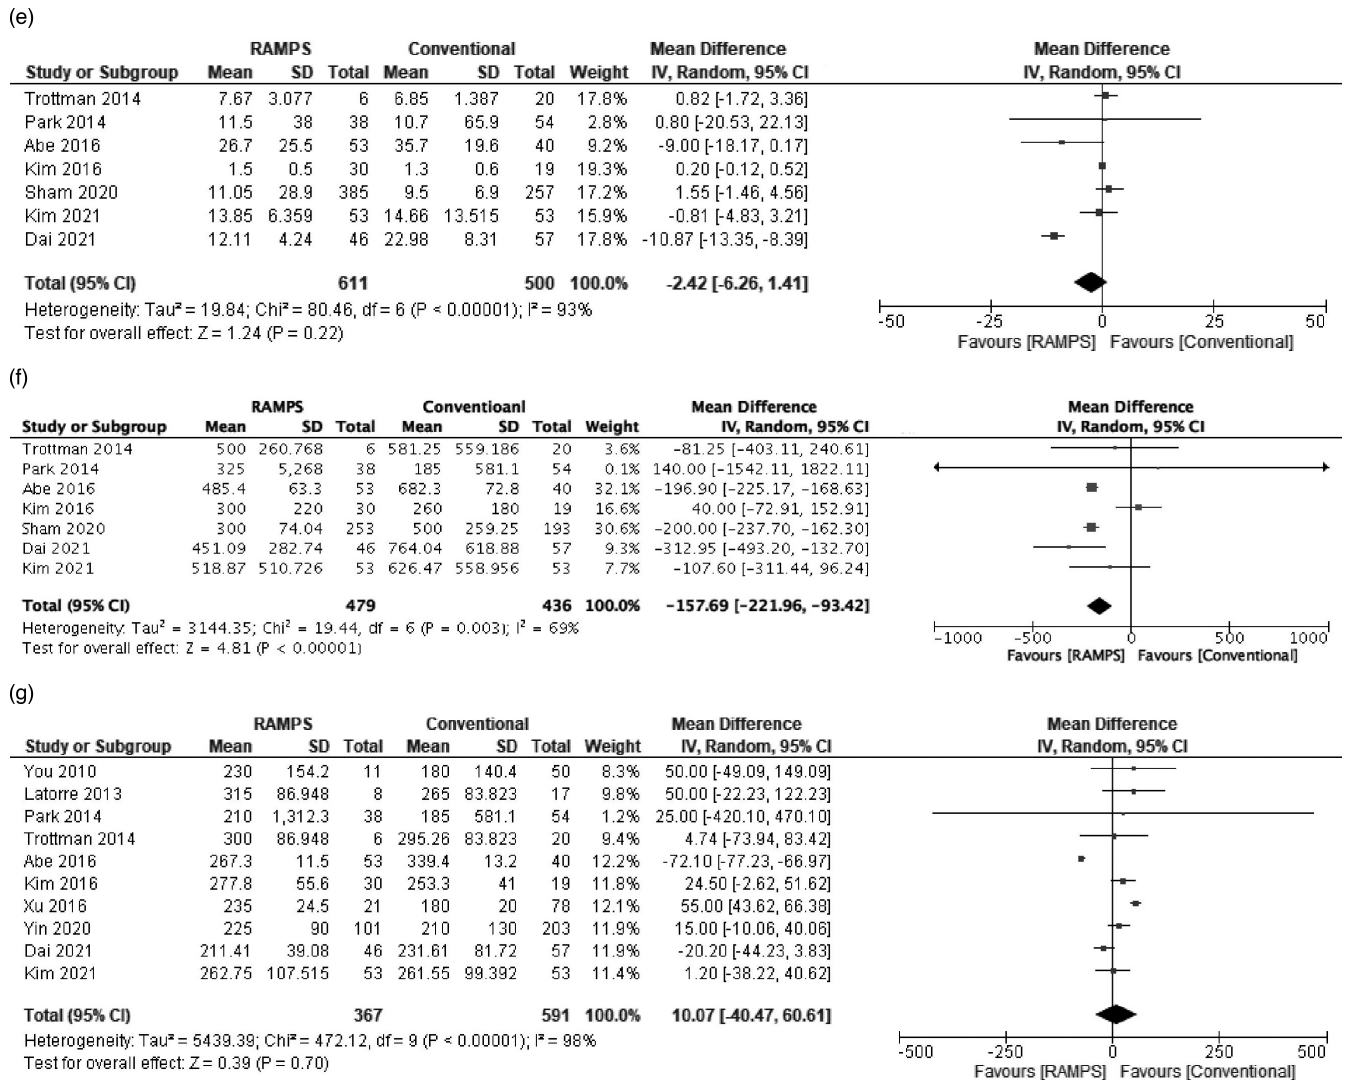 (e)
RAMPS Conventional Mean Difference Mean Difference
Study or Subgroup Mean SD Total Mean SD Total Weight IV, Random, 95% CI IV, Random, 95% CI
Trottman 2014 7.67 3.077 6 6.85 1.387 20 17.8% 0.82 [-1.72, 3.36]
Park 2014 11.5 38 38 10.7 65.9 54 2.8% 0.80 [-20.53, 22.13]
Abe 2016 26.7 25.5 53 35.7 19.6 40 9.2% -9.00 [-18.17, 0.17]
Kim 2016 1.5 0.5 30 1.3 0.6 19 19.3% 0.20 [-0.12, 0.52]
Sham 2020 11.05 28.9 385 9.5 6.9 257 17.2% 1.55 [-1.46, 4.56]
Kim 2021 13.85 6.359 53 14.66 13.515 53 15.9% -0.81 [-4.83, 3.21]
Dai 2021 12.11 4.24 46 22.98 8.31 57 17.8% -10.87 [-13.35, -8.39]
Total (95% CI) 611 500 100.0% -2.42 [-6.26, 1.41]
Heterogeneity: Tau² = 19.84; Chi² = 80.46, df = 6 (P < 0.00001); I² = 93%
Test for overall effect: Z = 1.24 (P = 0.22)
-50 -25 0 25 50
Favours [RAMPS] Favours [Conventional]
(f)
RAMPS Conventioanl Mean Difference Mean Difference
Study or Subgroup Mean SD Total Mean SD Total Weight IV, Random, 95% CI IV, Random, 95% CI
Trottman 2014 500 260.768 6 581.25 559.186 20 3.6% −81.25 [−403.11, 240.61]
Park 2014 325 5,268 38 185 581.1 54 0.1% 140.00 [−1542.11, 1822.11]
Abe 2016 485.4 63.3 53 682.3 72.8 40 32.1% −196.90 [−225.17, −168.63]
Kim 2016 300 220 30 260 180 19 16.6% 40.00 [−72.91, 152.91]
Sham 2020 300 74.04 253 500 259.25 193 30.6% −200.00 [−237.70, −162.30]
Dai 2021 451.09 282.74 46 764.04 618.88 57 9.3% −312.95 [−493.20, −132.70]
Kim 2021 518.87 510.726 53 626.47 558.956 53 7.7% −107.60 [−311.44, 96.24]
Total (95% CI) 479 436 100.0% −157.69 [−221.96, −93.42]
Heterogeneity: Tau² = 3144.35; Chi² = 19.44, df = 6 (P = 0.003); I² = 69%
Test for overall effect: Z = 4.81 (P < 0.00001)
−1000 −500 0 500 1000
Favours [RAMPS] Favours [Conventional]
(g)
RAMPS Conventional Mean Difference Mean Difference
Study or Subgroup Mean SD Total Mean SD Total Weight IV, Random, 95% CI IV, Random, 95% CI
You 2010 230 154.2 11 180 140.4 50 8.3% 50.00 [-49.09, 149.09]
Latorre 2013 315 86.948 8 265 83.823 17 9.8% 50.00 [-22.23, 122.23]
Park 2014 210 1,312.3 38 185 581.1 54 1.2% 25.00 [-420.10, 470.10]
Trottman 2014 300 86.948 6 295.26 83.823 20 9.4% 4.74 [-73.94, 83.42]
Abe 2016 267.3 11.5 53 339.4 13.2 40 12.2% -72.10 [-77.23, -66.97]
Kim 2016 277.8 55.6 30 253.3 41 19 11.8% 24.50 [-2.62, 51.62]
Xu 2016 235 24.5 21 180 20 78 12.1% 55.00 [43.62, 66.38]
Yin 2020 225 90 101 210 130 203 11.9% 15.00 [-10.06, 40.06]
Dai 2021 211.41 39.08 46 231.61 81.72 57 11.9% -20.20 [-44.23, 3.83]
Kim 2021 262.75 107.515 53 261.55 99.392 53 11.4% 1.20 [-38.22, 40.62]
Total (95% CI) 367 591 100.0% 10.07 [-40.47, 60.61]
Heterogeneity: Tau² = 5439.39; Chi² = 472.12, df = 9 (P < 0.00001); I² = 98%
Test for overall effect: Z = 0.39 (P = 0.70)
-500 -250 0 250 500
Favours [RAMPS] Favours [Conventional]